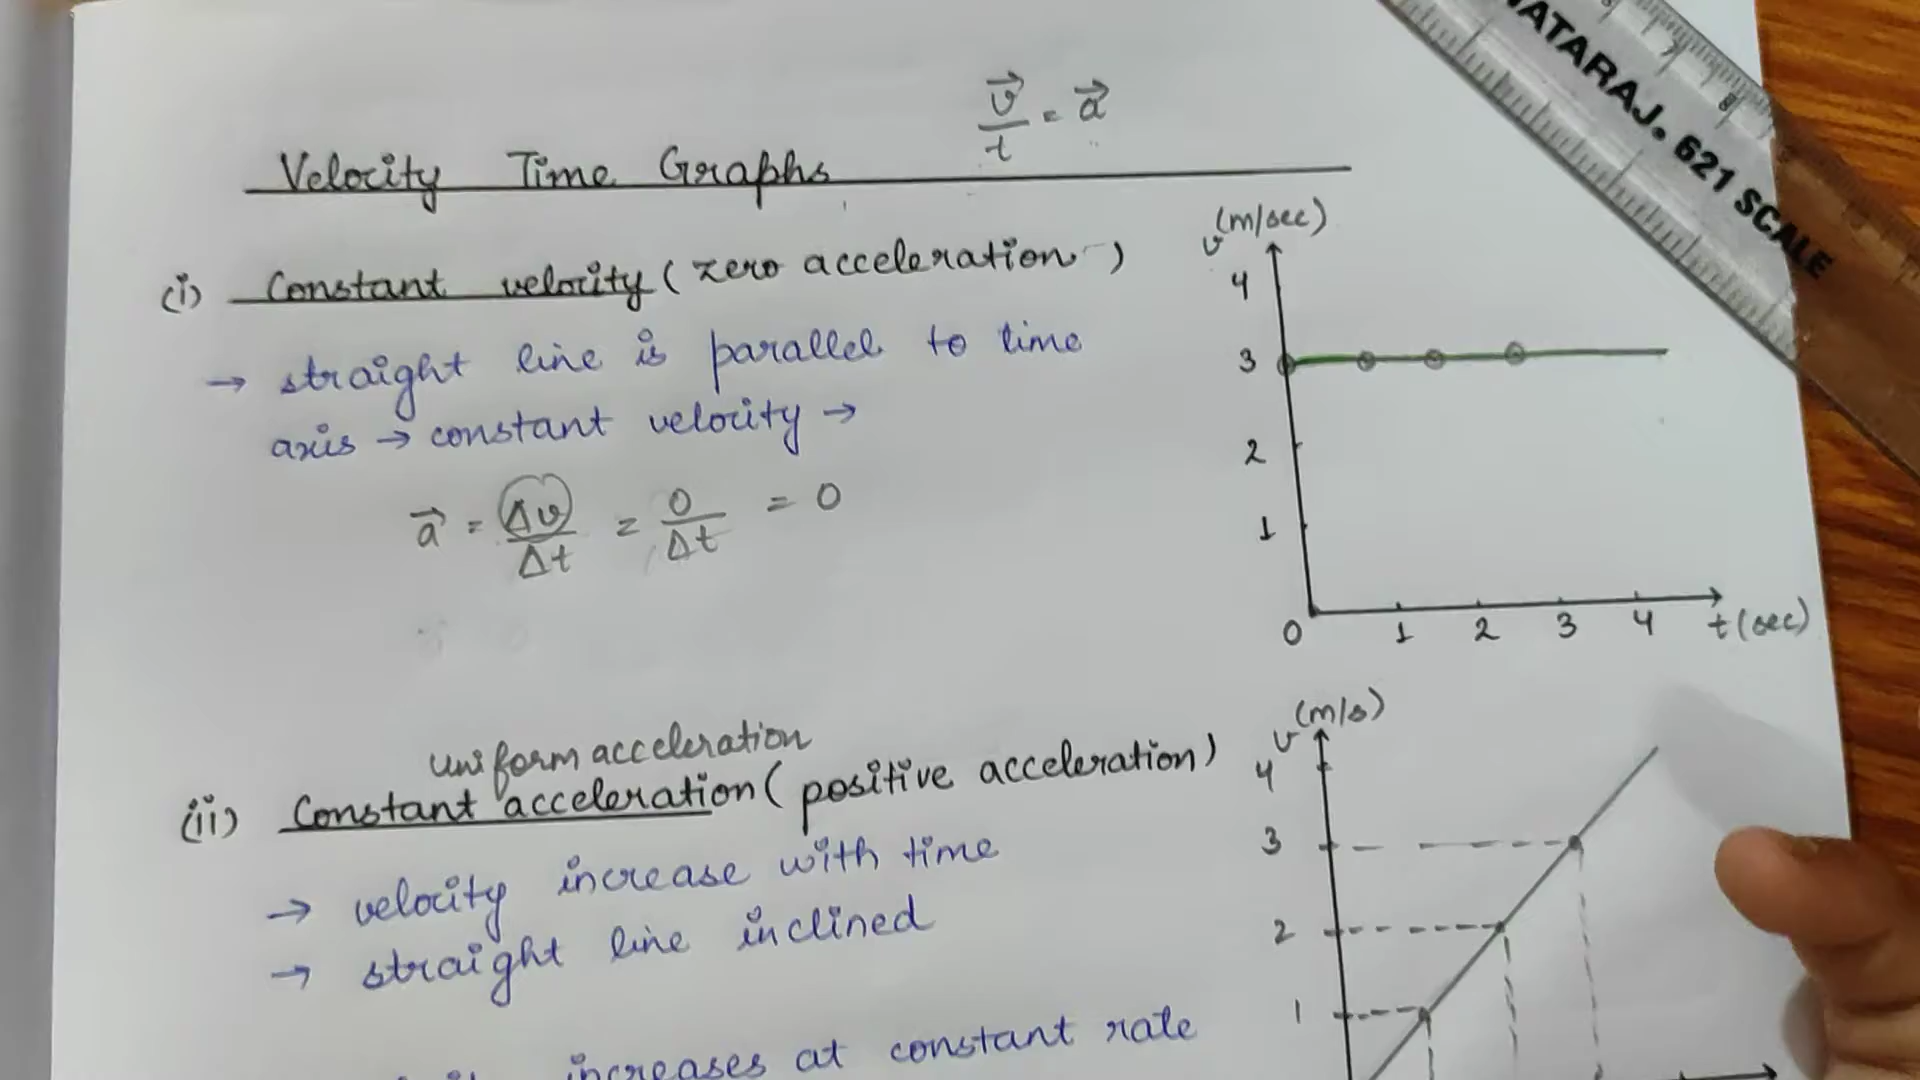 v⃗/t = a⃗
Velocity Time Graphs
(i) Constant velocity (zero acceleration)
→ straight line is parallel to time
axis → constant velocity →
a⃗ = Δv/Δt = 0/Δt = 0
(m/sec)
v
4
3
2
1
0 1 2 3 4 t(sec)
uniform acceleration
(ii) Constant acceleration (positive acceleration)
→ velocity increase with time
→ straight line inclined
increases at constant rate
(m/s)
v
4
3
2
1
NATARAJ. 621 SCALE